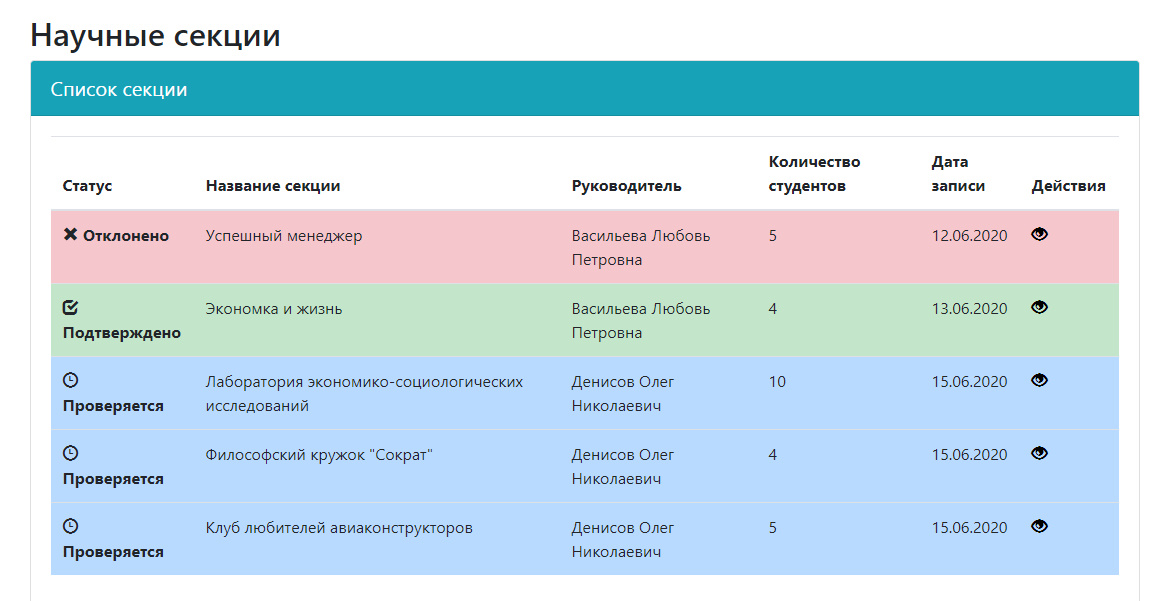 Научные секции
Список секции
Количество Дата
Статус Название секции Руководитель студентов записи Действия
Отклонено Успешный менеджер Васильева Любовь 5 12.06.2020
Петровна
Экономка и жизнь Васильева Любовь 4 13.06.2020
Подтверждено Петровна
Лаборатория экономико-социологических Денисов Олег 10 15.06.2020
Проверяется исследований Николаевич
Философский кружок "Сократ" Денисов Олег 4 15.06.2020
Проверяется Николаевич
Клуб любителей авиаконструкторов Денисов Олег 5 15.06.2020
Проверяется Николаевич